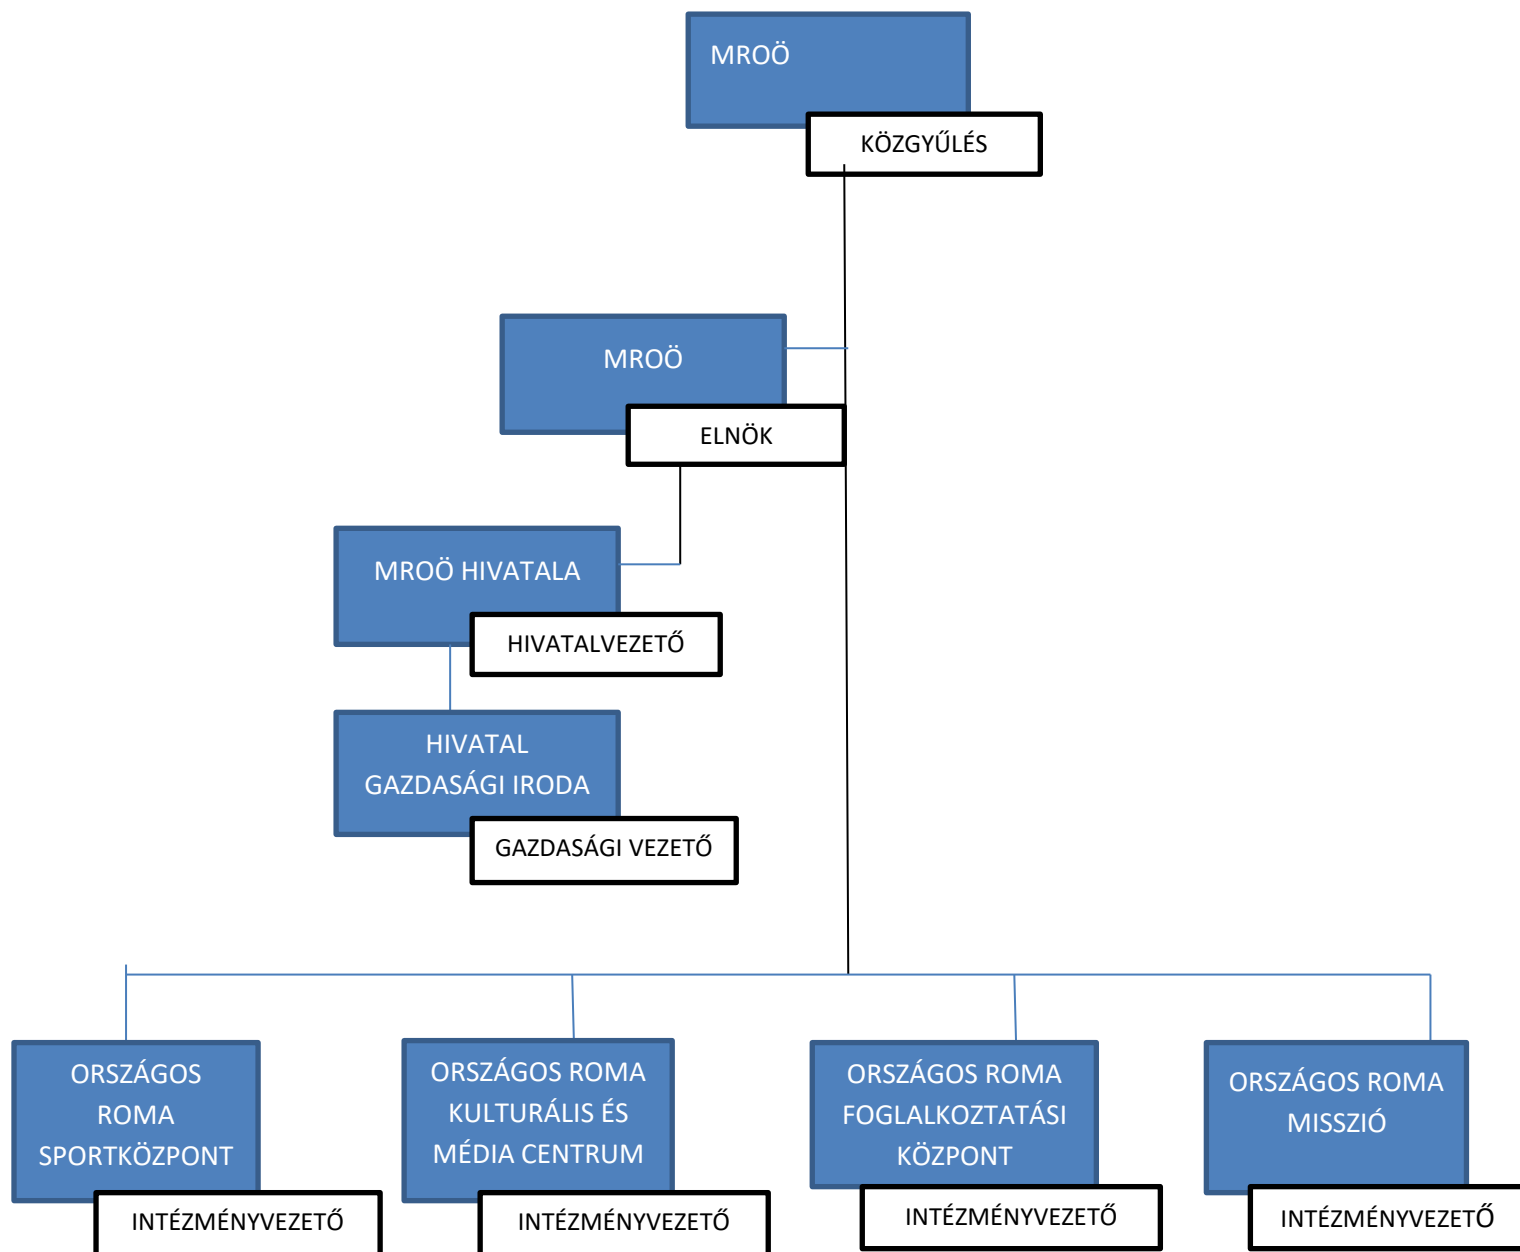 MROÖ
KÖZGYŰLÉS
MROÖ
ELNÖK
MROÖ HIVATALA
HIVATALVEZETŐ
HIVATAL
GAZDASÁGI IRODA
GAZDASÁGI VEZETŐ
ORSZÁGOS
ROMA
SPORTKÖZPONT
INTÉZMÉNYVEZETŐ
ORSZÁGOS ROMA
KULTURÁLIS ÉS
MÉDIA CENTRUM
INTÉZMÉNYVEZETŐ
ORSZÁGOS ROMA
FOGLALKOZTATÁSI
KÖZPONT
INTÉZMÉNYVEZETŐ
ORSZÁGOS ROMA
MISSZIÓ
INTÉZMÉNYVEZETŐ